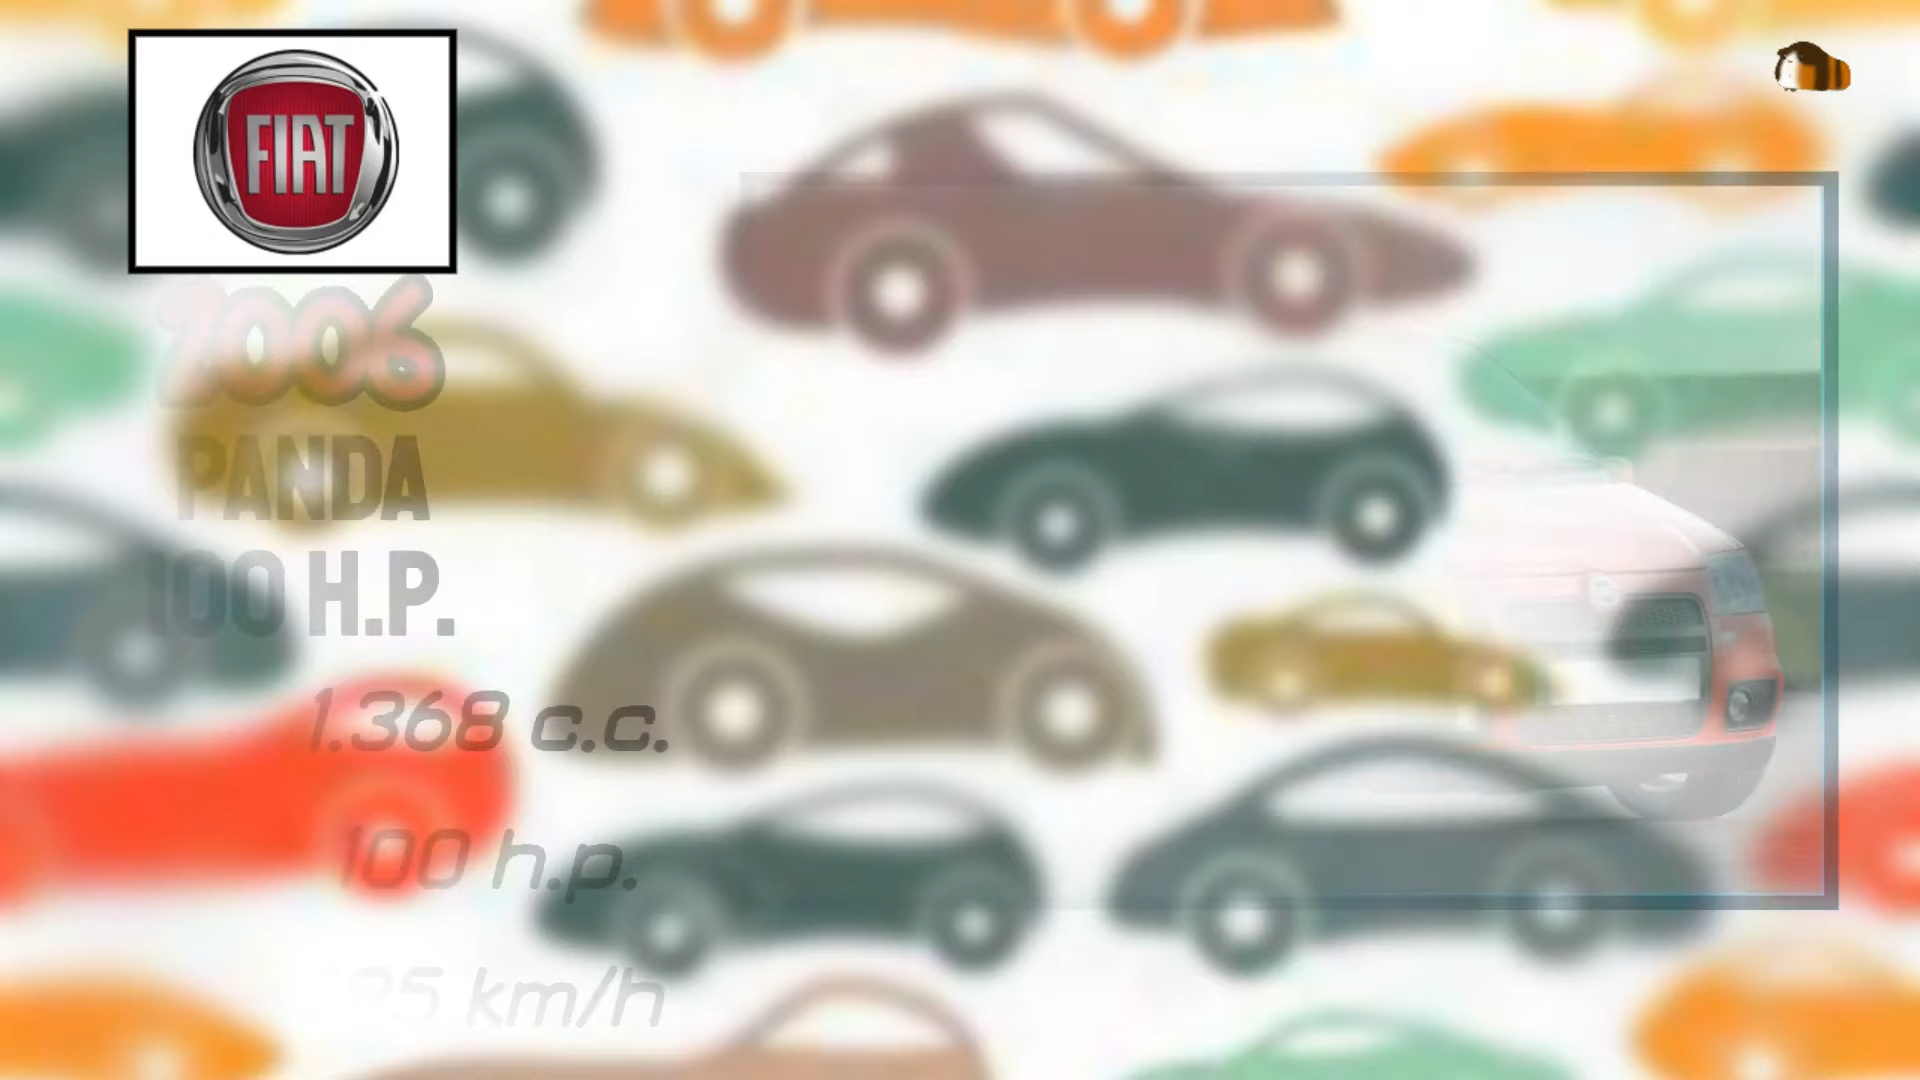 FIAT
2006
PANDA
100 H.P.
1.368 c.c.
100 h.p.
km/h